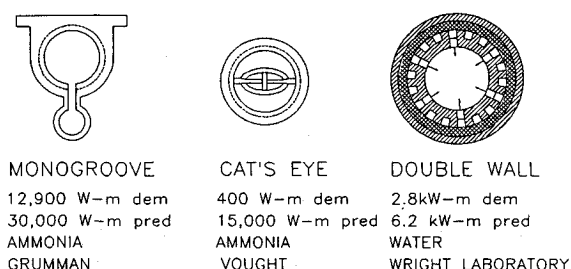 MONOGROOVE
12,900 W-m dem
30,000 W-m pred
AMMONIA
GRUMMAN
CAT'S EYE
400 W-m dem
15,000 W-m pred
AMMONIA
VOUGHT
DOUBLE WALL
2.8kW-m dem
6.2 kW-m pred
WATER
WRIGHT LABORATORY